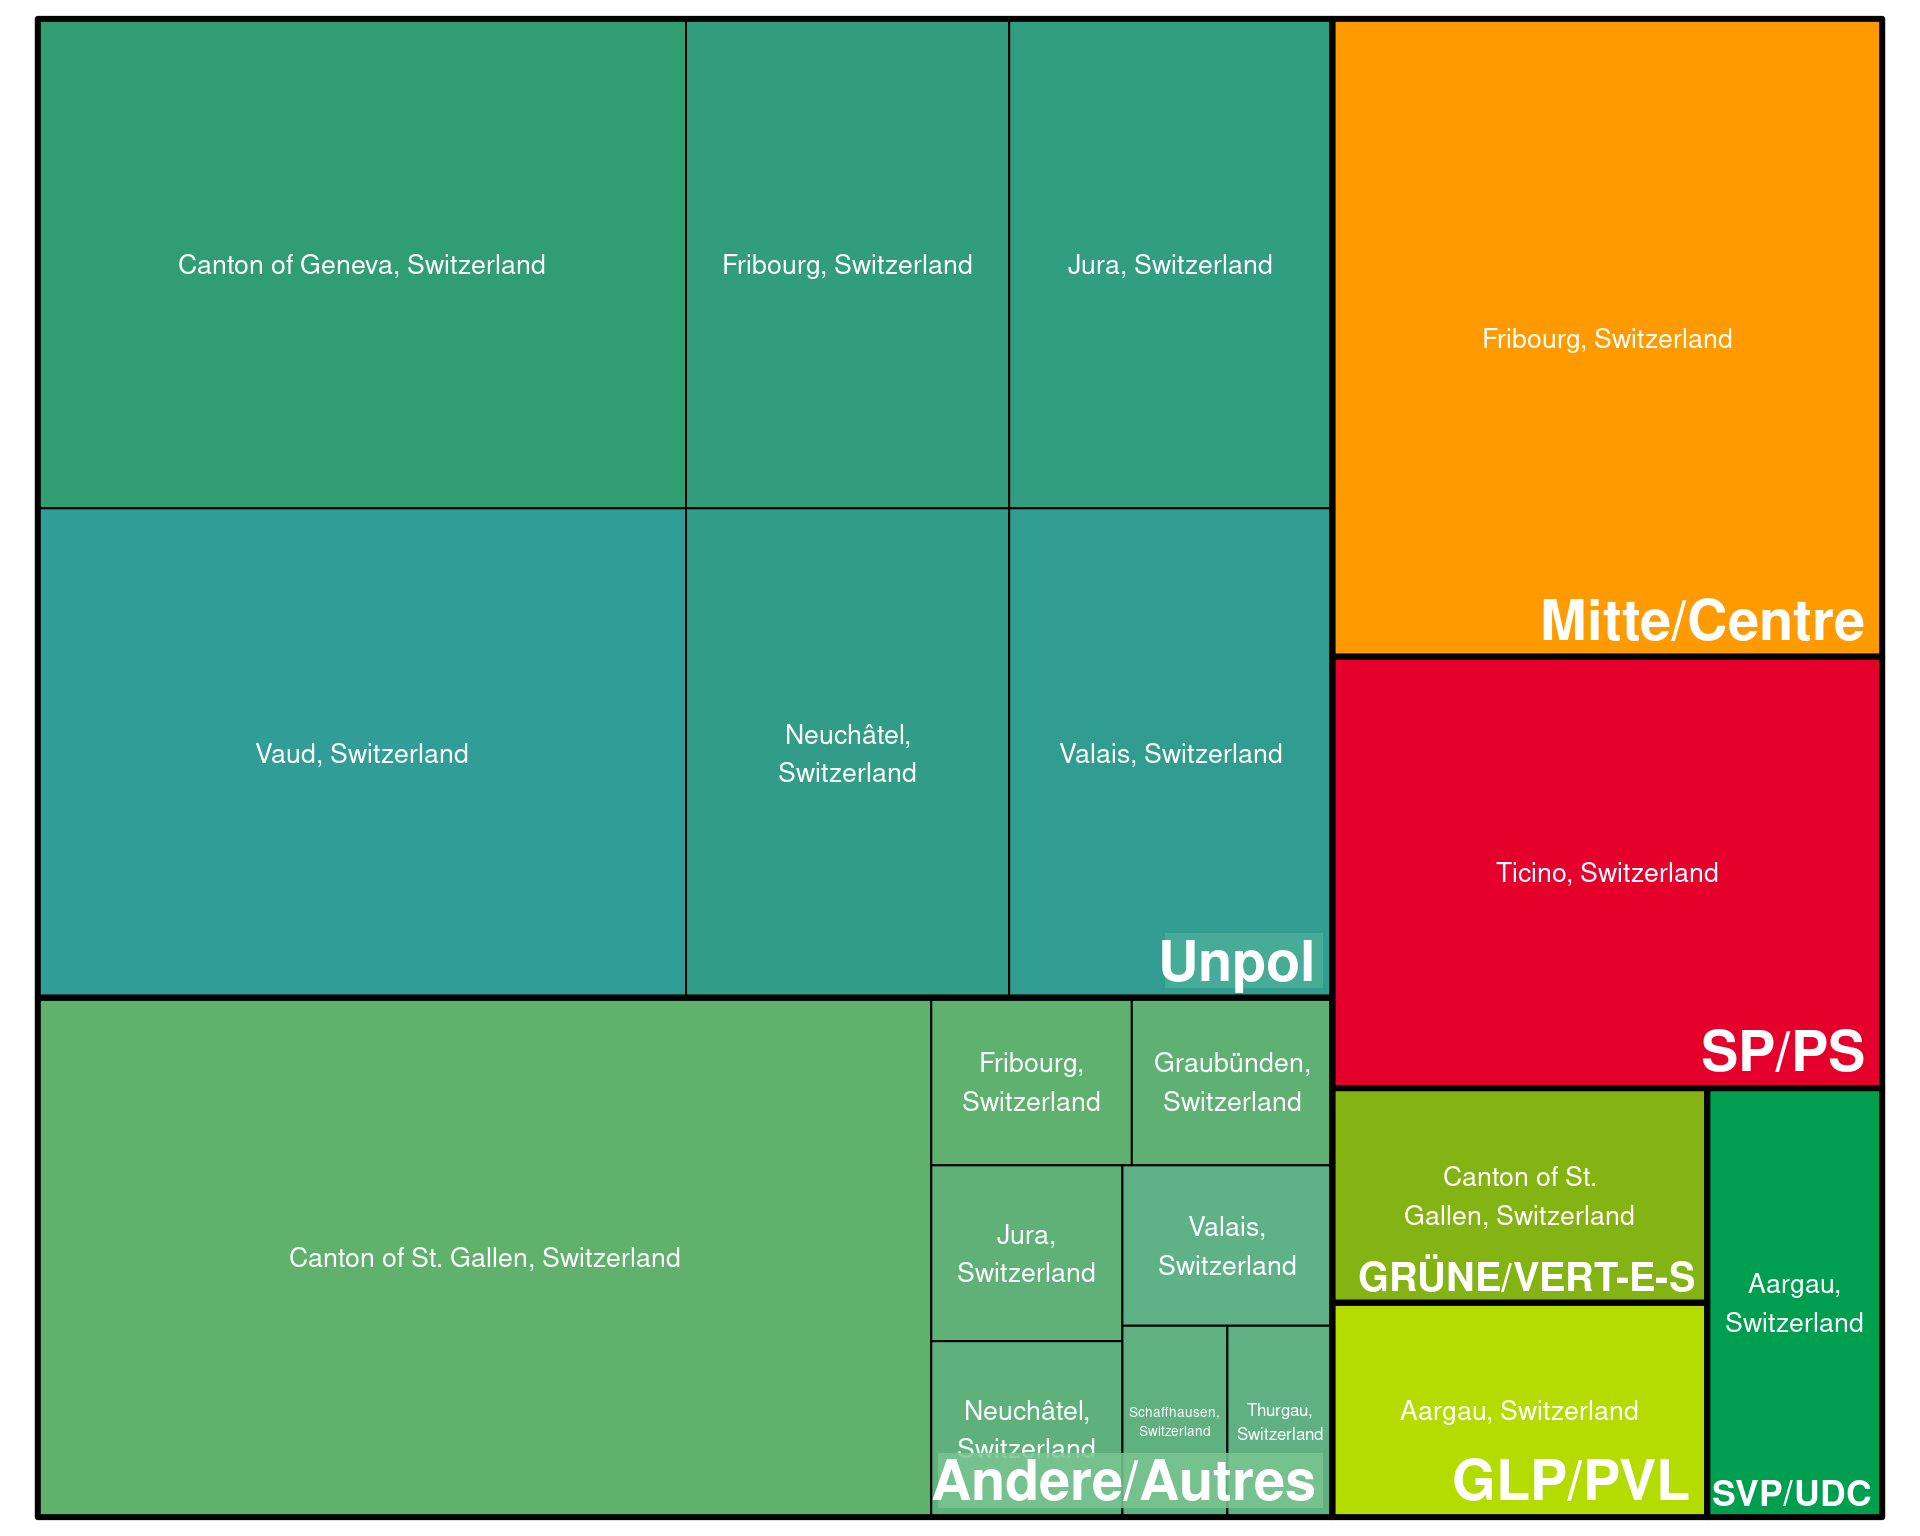 Canton of Geneva, Switzerland
Fribourg, Switzerland
Jura, Switzerland
Vaud, Switzerland
Neuchâtel,
Switzerland
Valais, Switzerland
Unpol
Canton of St. Gallen, Switzerland
Fribourg,
Switzerland
Graubünden,
Switzerland
Jura,
Switzerland
Valais,
Switzerland
Neuchâtel,
Switzerland
Schaffhausen,
Switzerland
Thurgau,
Switzerland
Andere/Autres
Fribourg, Switzerland
Mitte/Centre
Ticino, Switzerland
SP/PS
Canton of St.
Gallen, Switzerland
GRÜNE/VERT-E-S
Aargau, Switzerland
GLP/PVL
Aargau,
Switzerland
SVP/UDC